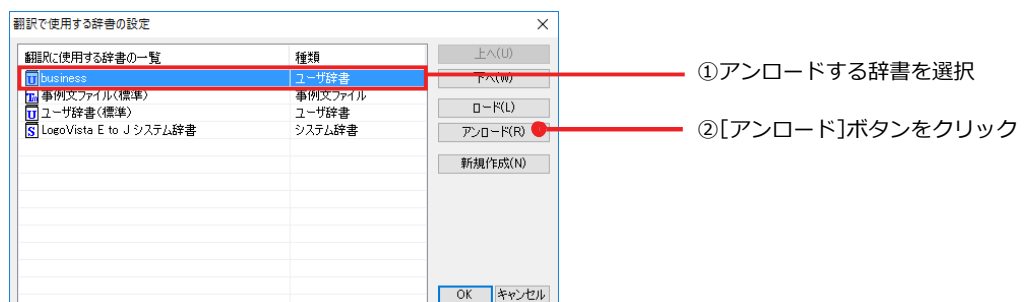 翻訳で使用する辞書の設定
翻訳に使用する辞書の一覧 種類
business ユーザ辞書
事例文ファイル(標準) 事例文ファイル
ユーザ辞書(標準) ユーザ辞書
LogoVista E to J システム辞書 システム辞書
上へ(U)
下へ(W)
ロード(L)
アンロード(R)
新規作成(N)
OK キャンセル
①アンロードする辞書を選択
②[アンロード]ボタンをクリック